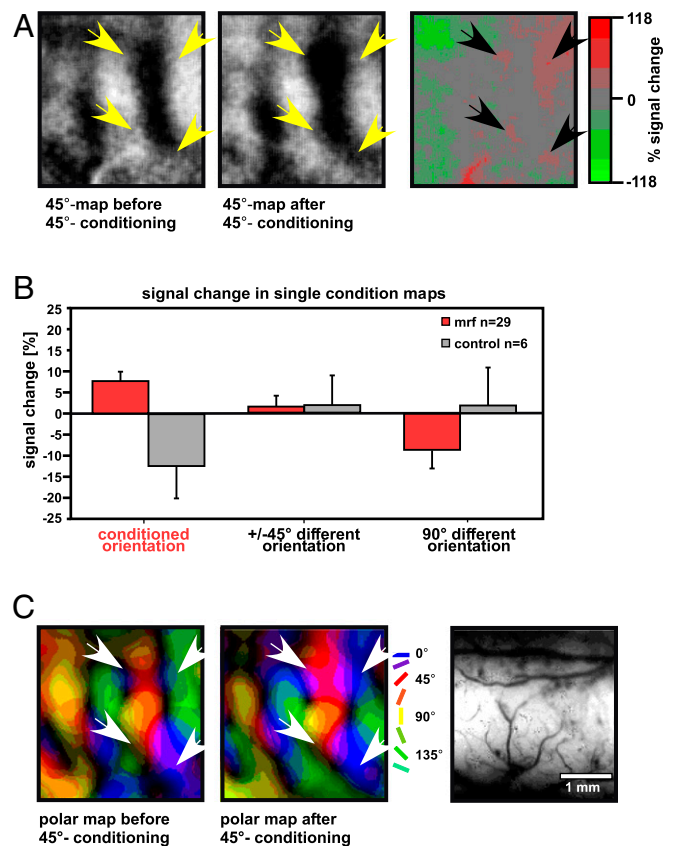 A
118
0
-118
% signal change
45°-map before
45°- conditioning
45°-map after
45°- conditioning
B
signal change in single condition maps
signal change [%]
25
20
15
10
5
0
-5
-10
-15
-20
-25
mrf n=29
control n=6
conditioned
orientation
+/-45° different
orientation
90° different
orientation
C
0°
45°
90°
135°
1 mm
polar map before
45°- conditioning
polar map after
45°- conditioning